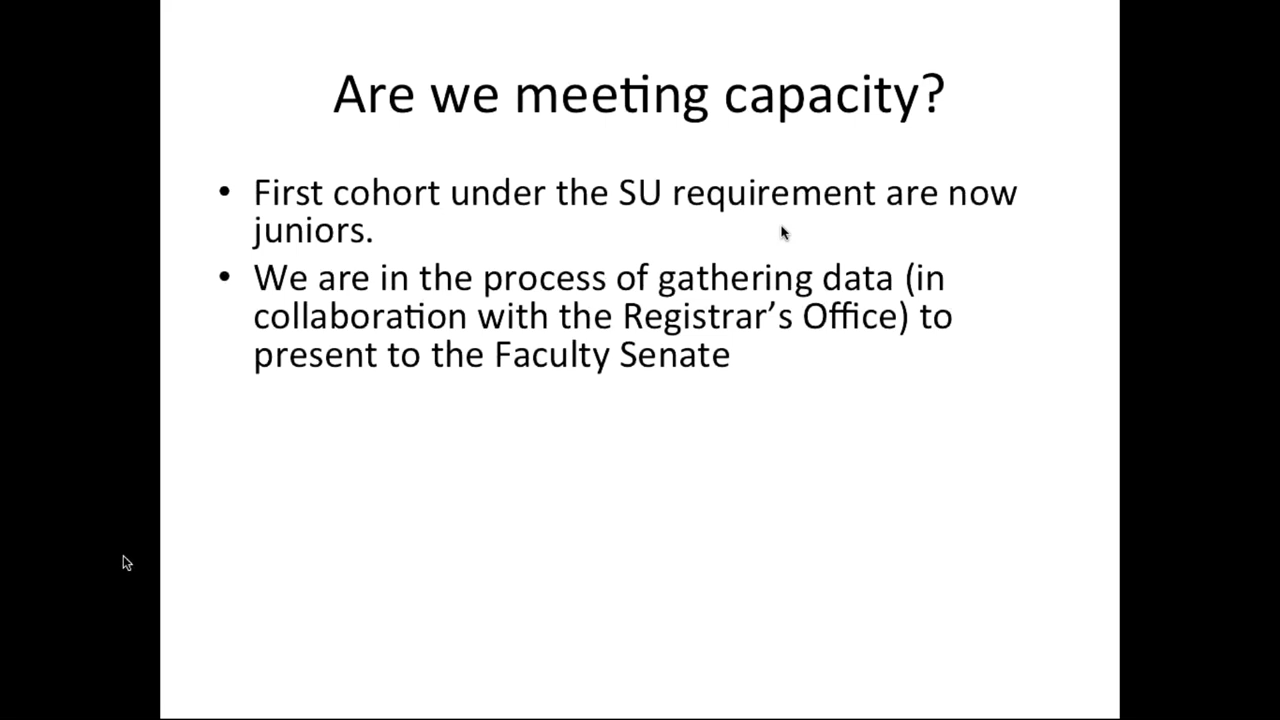 Are we meeting capacity?
• First cohort under the SU requirement are now
juniors.
• We are in the process of gathering data (in
collaboration with the Registrar’s Office) to
present to the Faculty Senate